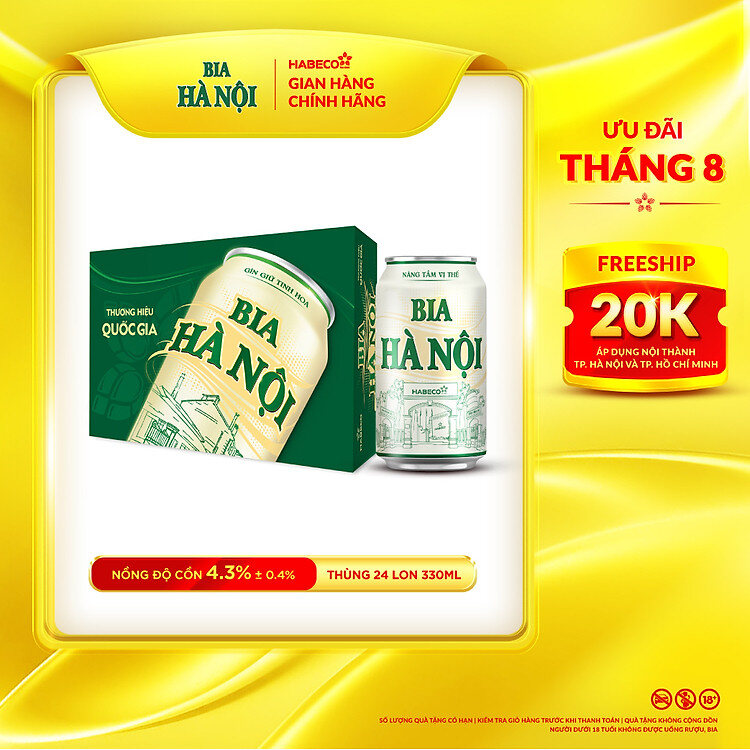 BIA
HÀ NỘI
HABECO
GIAN HÀNG
CHÍNH HÃNG
ƯU ĐÃI
THÁNG 8
FREESHIP
20K
ÁP DỤNG NỘI THÀNH
TP. HÀ NỘI VÀ TP. HỒ CHÍ MINH
THƯƠNG HIỆU
QUỐC GIA
GÌN GIỮ TINH HOA
BIA
HÀ NỘI
BIA
HÀ NỘI
NÂNG TẦM VỊ THẾ
BIA
HÀ NỘI
HABECO
NỒNG ĐỘ CỒN 4.3% ± 0.4%
THÙNG 24 LON 330ML
18+
SỐ LƯỢNG QUÀ TẶNG CÓ HẠN | KIỂM TRA GIỎ HÀNG TRƯỚC KHI THANH TOÁN | QUÀ TẶNG KHÔNG CỘNG DỒN
NGƯỜI DƯỚI 18 TUỔI KHÔNG ĐƯỢC UỐNG RƯỢU, BIA